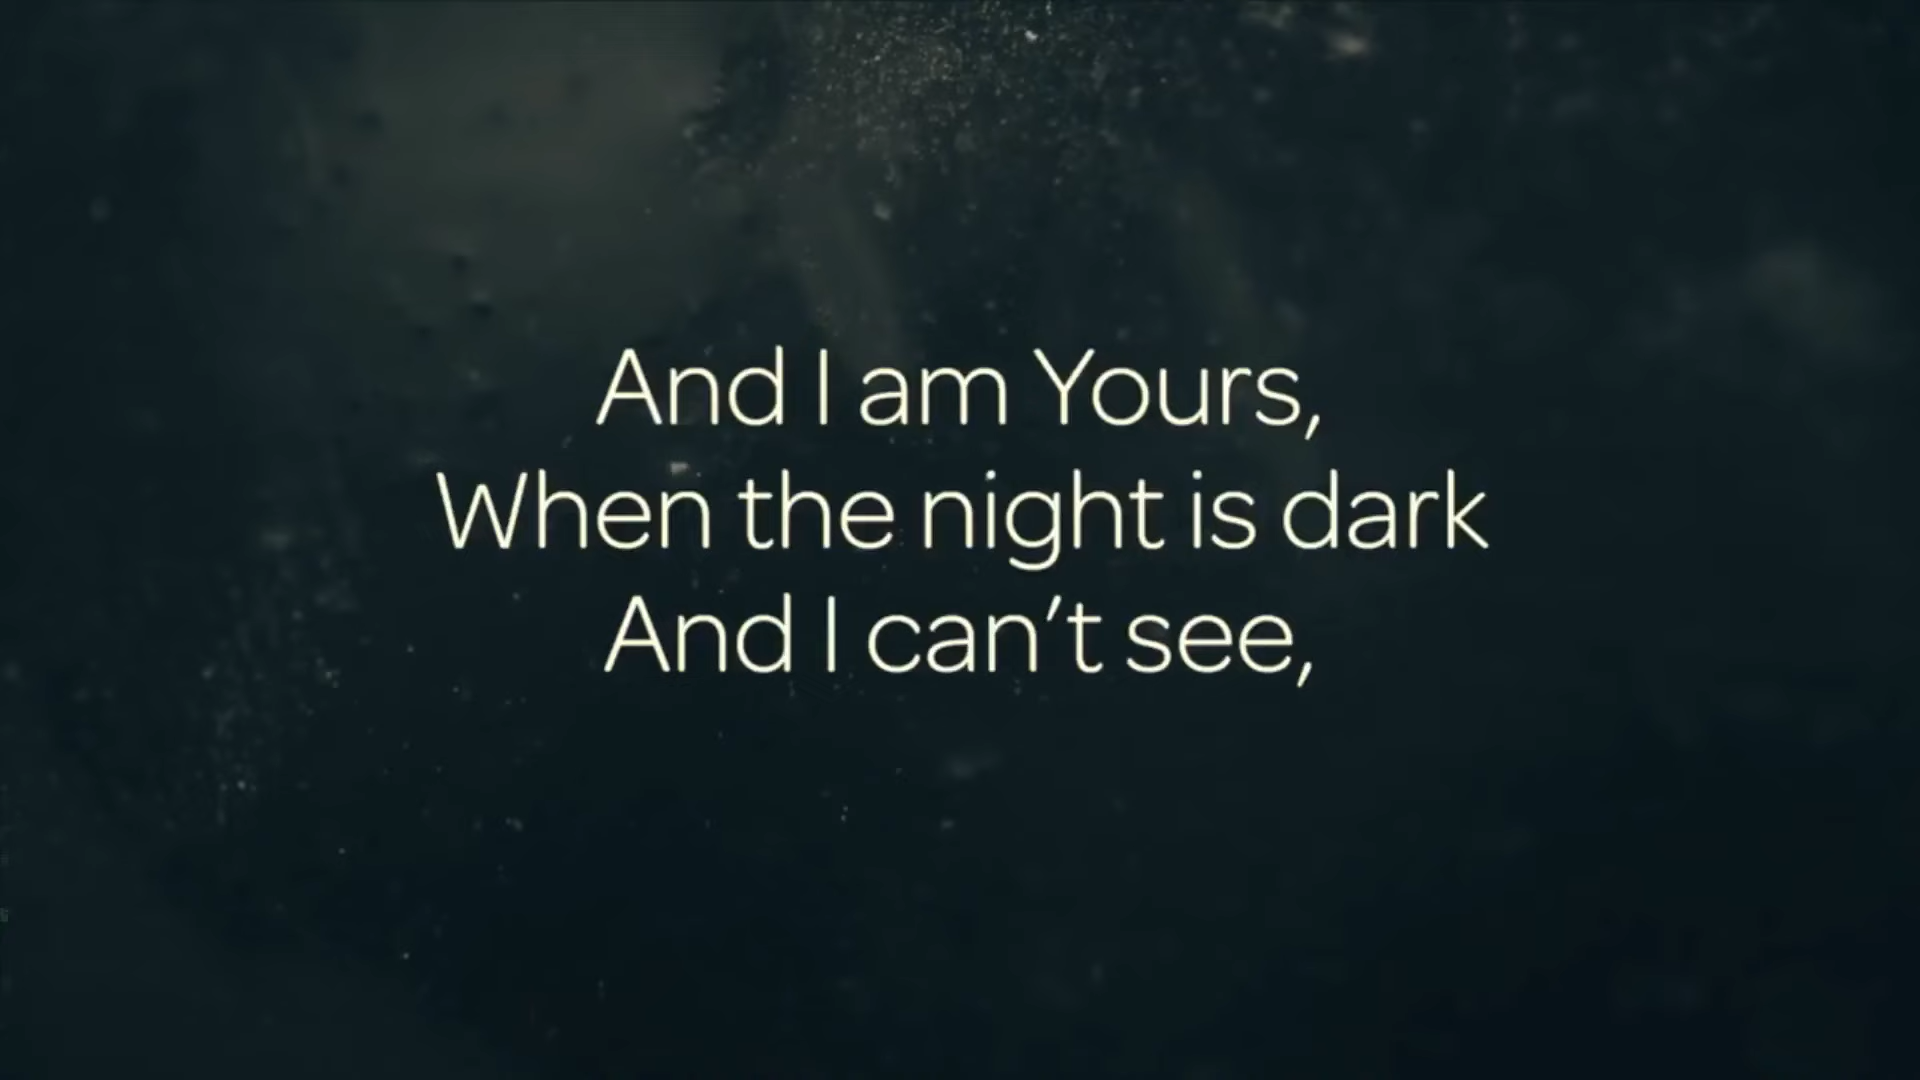 And I am Yours,
When the night is dark
And I can’t see,